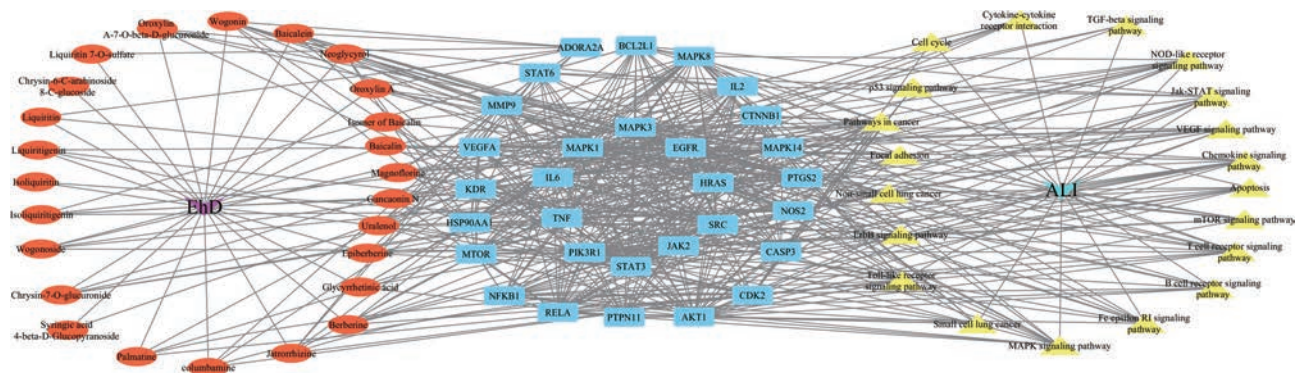 Oroxylin
A-7-O-beta-D-glucuronide
Wogonin
Baicalein
Neoglycyrol
Liquiritin 7-O-sulfate
Chrysin-6-C-arabinoside
8-C-glucoside
Oroxylin A
Liquiritin
Isomer of Baicalin
Baicalin
Liquiritigenin
Magnoflorine
Isoliquiritin
Gancaonin N
EhD
Isoliquiritigenin
Uralenol
Wogonoside
Epiberberine
Glycyrrhetinic acid
Chrysin-7-O-glucuronide
Syringic acid
4-beta-D-Glucopyranoside
Berberine
Palmatine
Jatrorrhizine
columbamine
ADORA2A
BCL2L1
MAPK8
STAT6
IL2
MMP9
CTNNB1
MAPK3
VEGFA
MAPK1
EGFR
MAPK14
IL6
HRAS
PTGS2
KDR
HSP90AA1
TNF
SRC
NOS2
MTOR
PIK3R1
JAK2
CASP3
STAT3
NFKB1
CDK2
RELA
PTPN11
AKT1
Cytokine-cytokine
receptor interaction
TGF-beta signaling
pathway
Cell cycle
NOD-like receptor
signaling pathway
p53 signaling pathway
Jak-STAT signaling
pathway
Pathways in cancer
VEGF signaling pathway
Focal adhesion
Chemokine signaling
pathway
Non-small cell lung cancer
ALI
Apoptosis
mTOR signaling pathway
ErbB signaling pathway
T cell receptor signaling
pathway
Toll-like receptor
signaling pathway
B cell receptor signaling
pathway
Small cell lung cancer
Fc epsilon RI signaling
pathway
MAPK signaling pathway